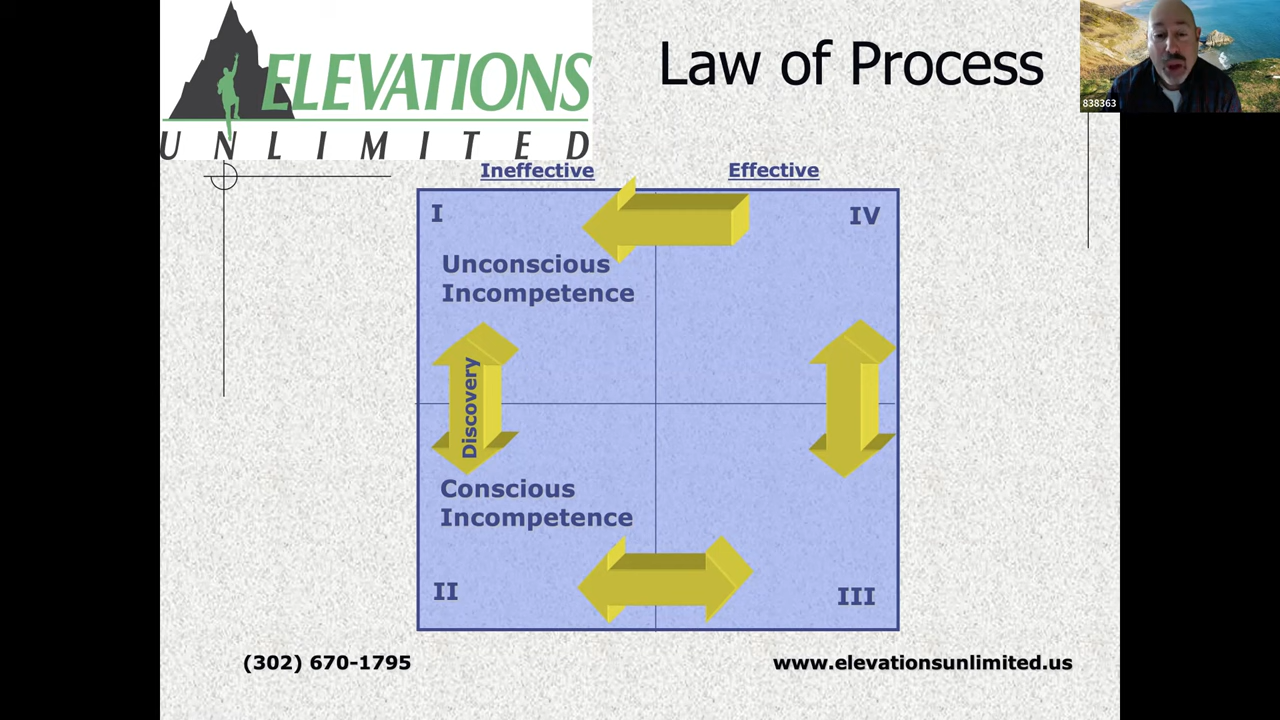 ELEVATIONS
UNLIMITED
Law of Process
838363
Ineffective
Effective
I
IV
Unconscious
Incompetence
Discovery
Conscious
Incompetence
II
III
(302) 670-1795
www.elevationsunlimited.us